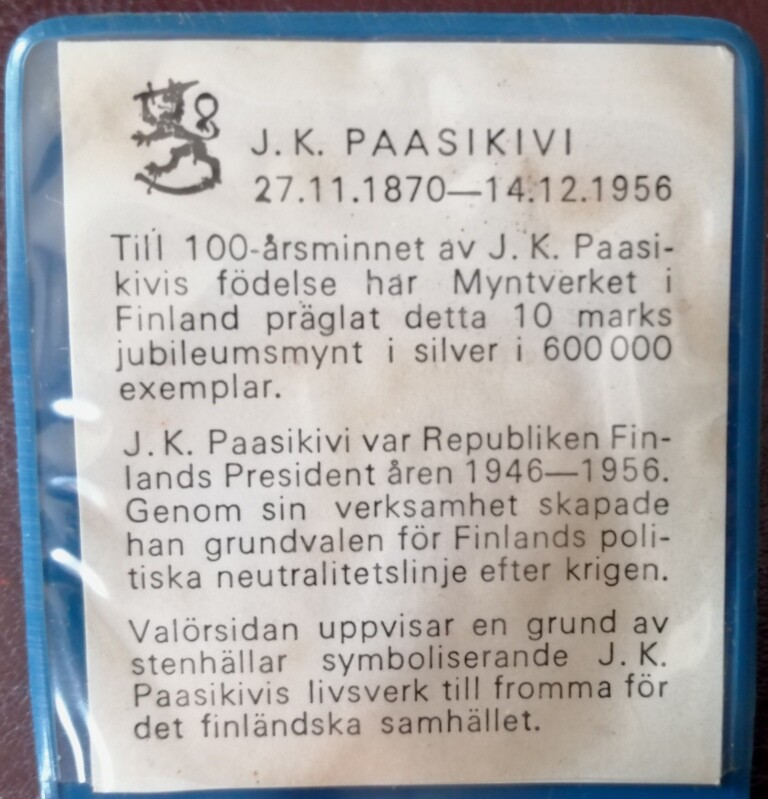 J. K. PAASIKIVI
27.11.1870—14.12.1956
Till 100-årsminnet av J. K. Paasi-
kivis födelse har Myntverket i
Finland präglat detta 10 marks
jubileumsmynt i silver i 600 000
exemplar.
J. K. Paasikivi var Republiken Fin-
lands President åren 1946—1956.
Genom sin verksamhet skapade
han grundvalen för Finlands poli-
tiska neutralitetslinje efter krigen.
Valörsidan uppvisar en grund av
stenhällar symboliserande J. K.
Paasikivis livsverk till fromma för
det finländska samhället.